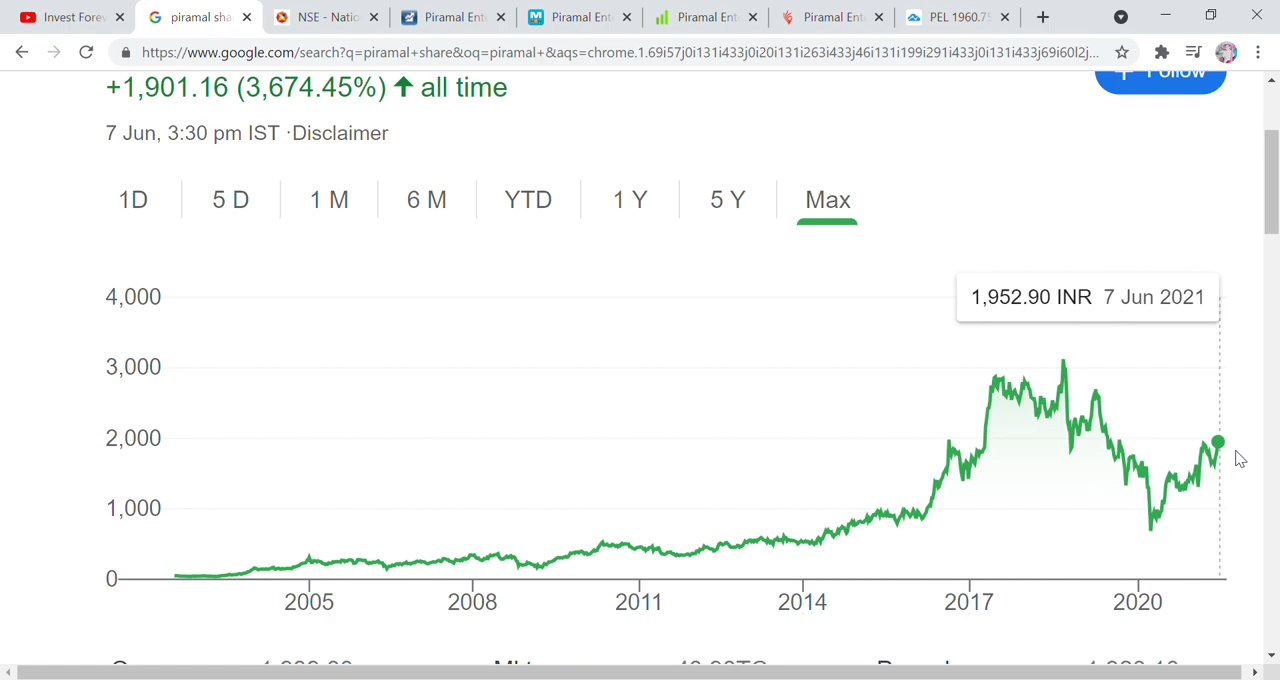 Invest Forev
piramal sha
NSE - Natio
Piramal Ent
Piramal Ent
Piramal Ent
Piramal Ent
PEL 1960.75
https://www.google.com/search?q=piramal+share&oq=piramal+&aqs=chrome.1.69i57j0i131i433j0i20i131i263i433j46i131i199i291i433j0i131i433j69i60l2j...
+1,901.16 (3,674.45%) ↑ all time
+ Follow
7 Jun, 3:30 pm IST ·Disclaimer
1D
5 D
1 M
6 M
YTD
1 Y
5 Y
Max
1,952.90 INR 7 Jun 2021
4,000
3,000
2,000
1,000
0
2005
2008
2011
2014
2017
2020